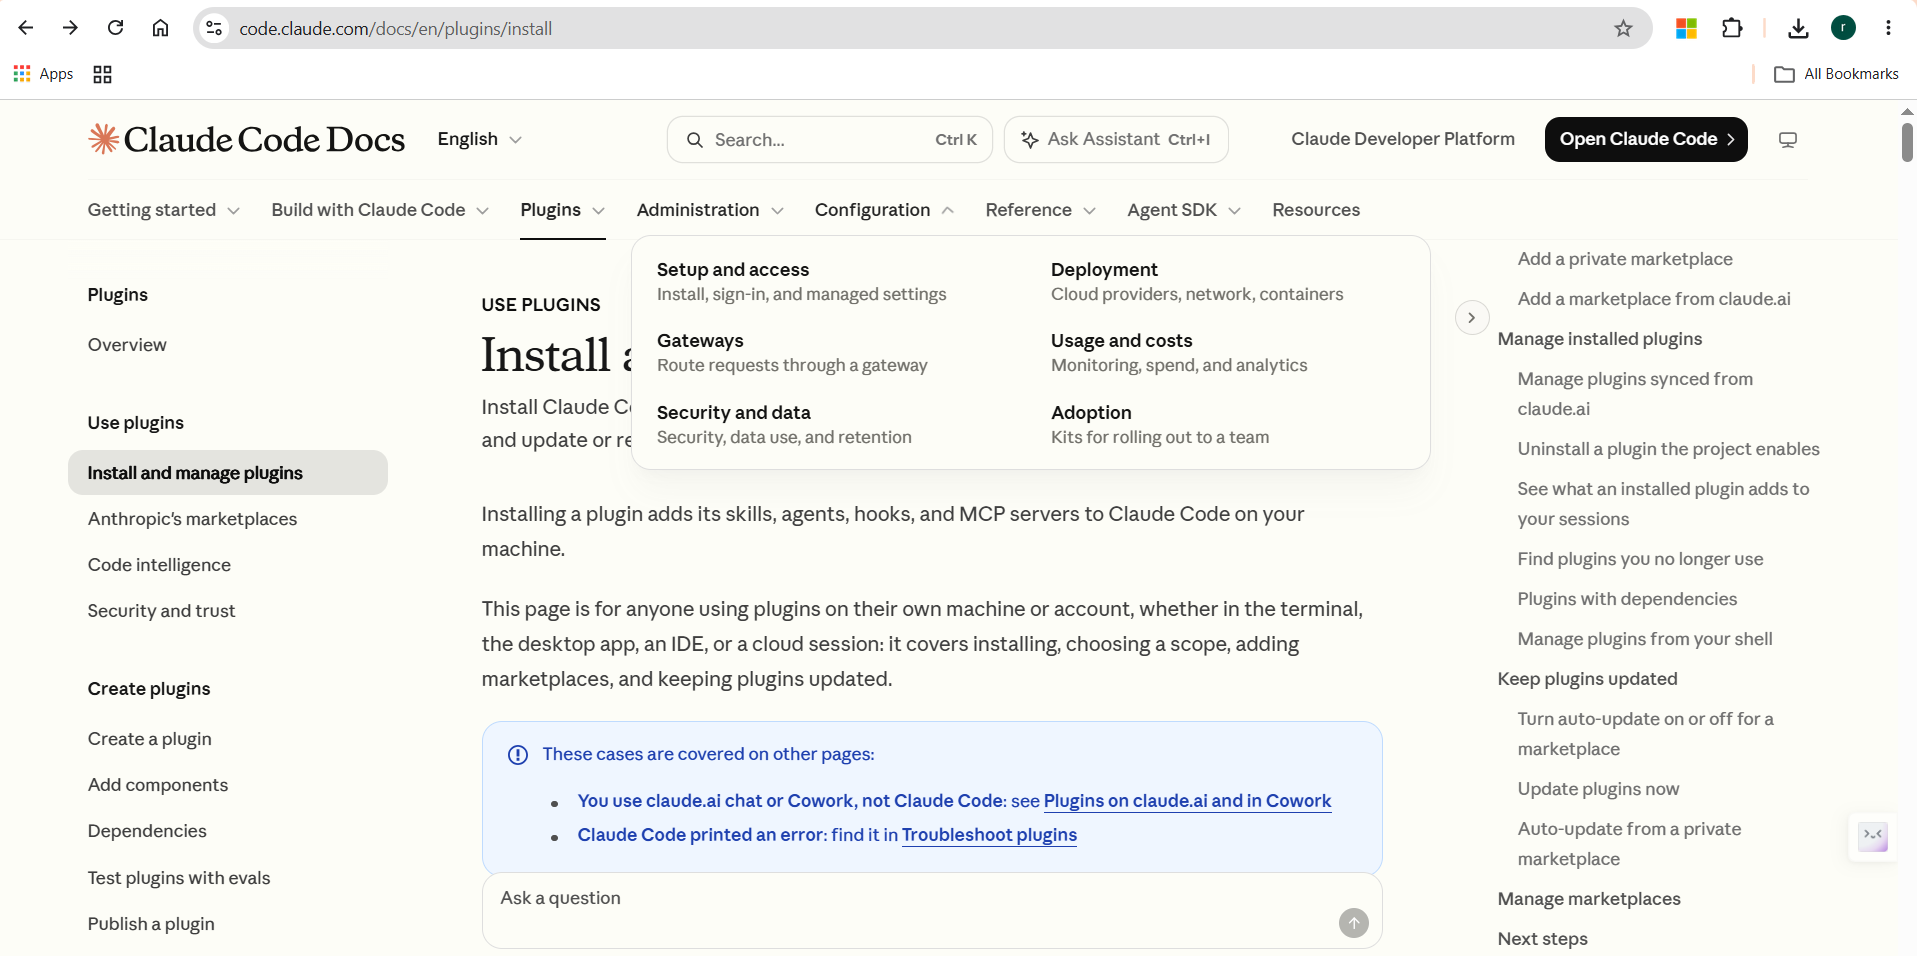 code.claude.com/docs/en/plugins/install
r
Apps
All Bookmarks
Claude Code Docs
English
Search...
Ctrl K
Ask Assistant Ctrl+I
Claude Developer Platform
Open Claude Code
Getting started
Build with Claude Code
Plugins
Administration
Configuration
Reference
Agent SDK
Resources
Setup and access
Install, sign-in, and managed settings
Gateways
Route requests through a gateway
Security and data
Security, data use, and retention
Deployment
Cloud providers, network, containers
Usage and costs
Monitoring, spend, and analytics
Adoption
Kits for rolling out to a team
Plugins
Overview
Use plugins
Install and manage plugins
Anthropic's marketplaces
Code intelligence
Security and trust
Create plugins
Create a plugin
Add components
Dependencies
Test plugins with evals
Publish a plugin
USE PLUGINS
Install
Install Claude
and update or
Installing a plugin adds its skills, agents, hooks, and MCP servers to Claude Code on your
machine.
This page is for anyone using plugins on their own machine or account, whether in the terminal,
the desktop app, an IDE, or a cloud session: it covers installing, choosing a scope, adding
marketplaces, and keeping plugins updated.
These cases are covered on other pages:
You use claude.ai chat or Cowork, not Claude Code: see Plugins on claude.ai and in Cowork
Claude Code printed an error: find it in Troubleshoot plugins
Ask a question
Add a private marketplace
Add a marketplace from claude.ai
Manage installed plugins
Manage plugins synced from
claude.ai
Uninstall a plugin the project enables
See what an installed plugin adds to
your sessions
Find plugins you no longer use
Plugins with dependencies
Manage plugins from your shell
Keep plugins updated
Turn auto-update on or off for a
marketplace
Update plugins now
Auto-update from a private
marketplace
Manage marketplaces
Next steps